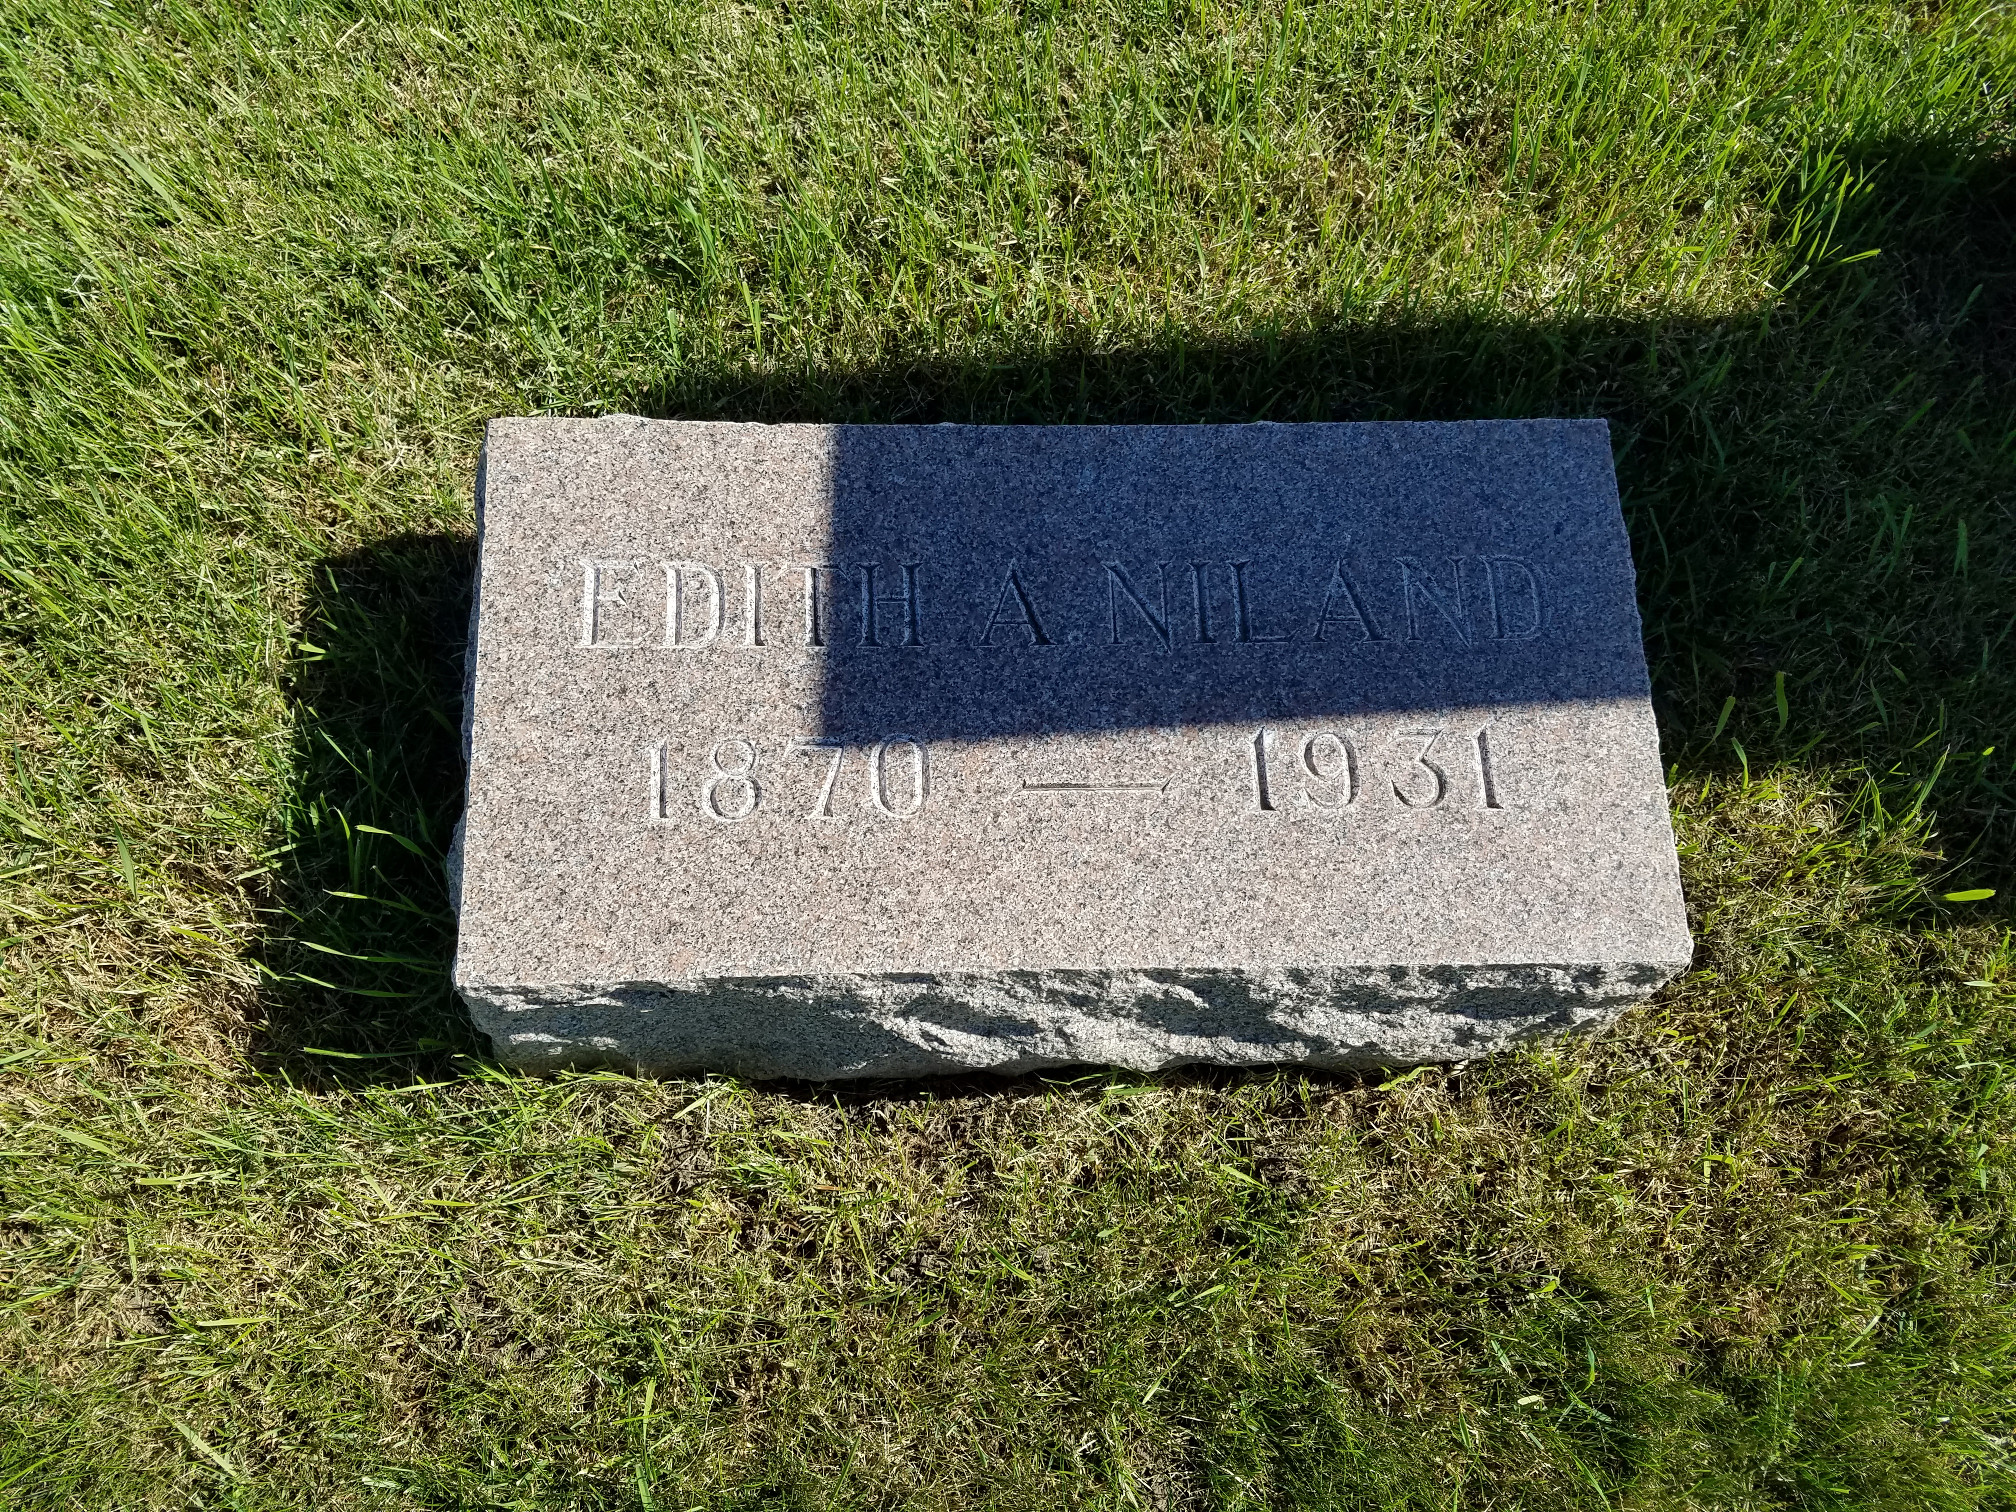 EDITH A. NILAND
1870 — 1931